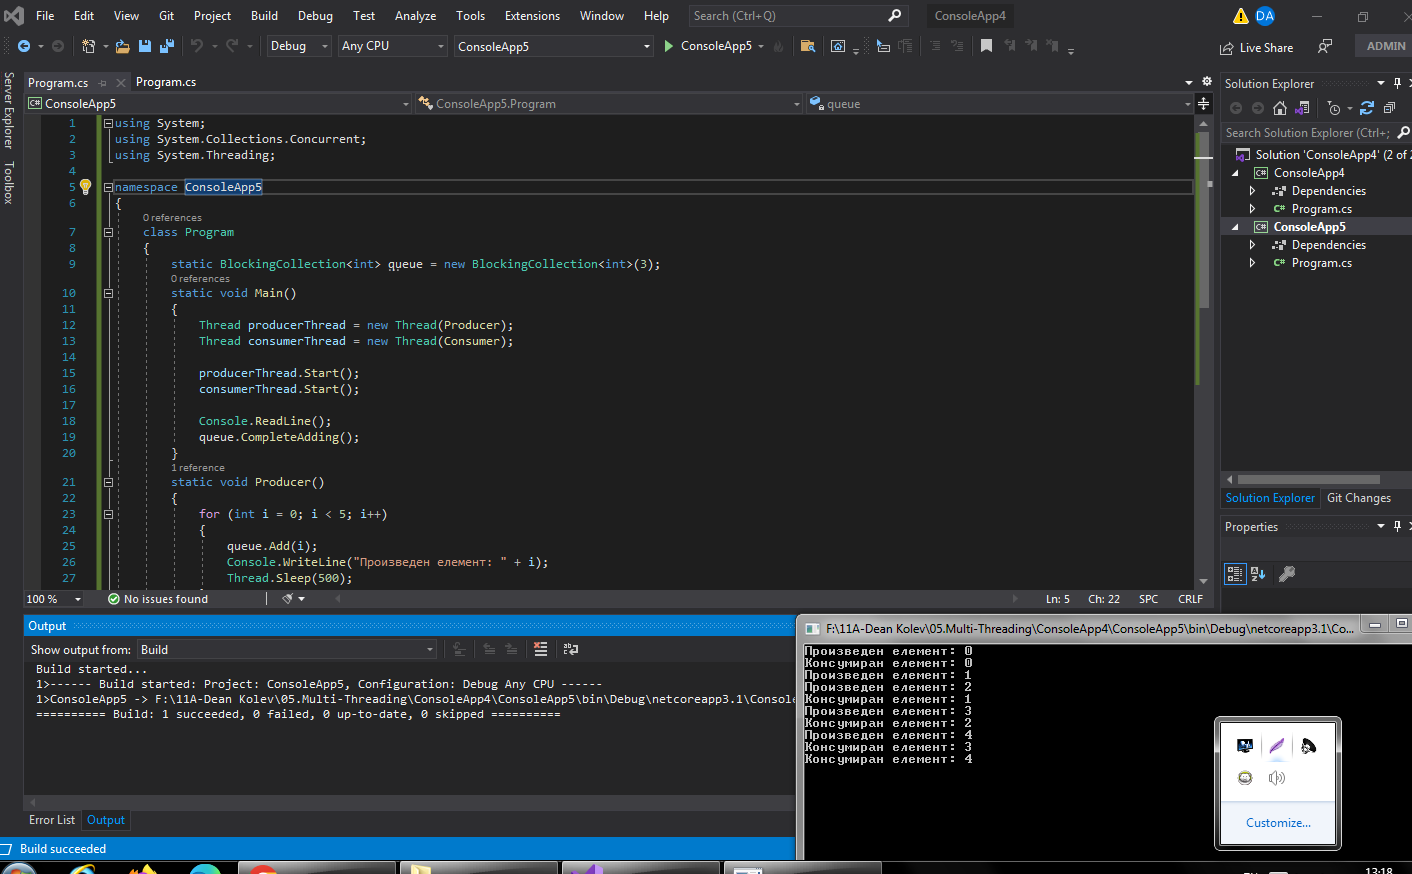 File Edit View Git Project Build Debug Test Analyze Tools Extensions Window Help Search (Ctrl+Q) ConsoleApp4 DA
Debug Any CPU ConsoleApp5 ConsoleApp5 Live Share ADMIN
Server Explorer
Toolbox
Program.cs Program.cs
ConsoleApp5 ConsoleApp5.Program queue
1 using System;
2 using System.Collections.Concurrent;
3 using System.Threading;
4
5 namespace ConsoleApp5
6 {
0 references
7 class Program
8 {
9 static BlockingCollection<int> queue = new BlockingCollection<int>(3);
0 references
10 static void Main()
11 {
12 Thread producerThread = new Thread(Producer);
13 Thread consumerThread = new Thread(Consumer);
14
15 producerThread.Start();
16 consumerThread.Start();
17
18 Console.ReadLine();
19 queue.CompleteAdding();
20 }
1 reference
21 static void Producer()
22 {
23 for (int i = 0; i < 5; i++)
24 {
25 queue.Add(i);
26 Console.WriteLine("Произведен елемент: " + i);
27 Thread.Sleep(500);
100 % No issues found Ln: 5 Ch: 22 SPC CRLF
Solution Explorer
Search Solution Explorer (Ctrl+;
Solution 'ConsoleApp4' (2 of 2
ConsoleApp4
Dependencies
Program.cs
ConsoleApp5
Dependencies
Program.cs
Solution Explorer Git Changes
Properties
Output
Show output from: Build
Build started...
1>------ Build started: Project: ConsoleApp5, Configuration: Debug Any CPU ------
1>ConsoleApp5 -> F:\11A-Dean Kolev\05.Multi-Threading\ConsoleApp4\ConsoleApp5\bin\Debug\netcoreapp3.1\Consol
========== Build: 1 succeeded, 0 failed, 0 up-to-date, 0 skipped ==========
Error List Output
Build succeeded
F:\11A-Dean Kolev\05.Multi-Threading\ConsoleApp4\ConsoleApp5\bin\Debug\netcoreapp3.1\Co...
Произведен елемент: 0
Консумиран елемент: 0
Произведен елемент: 1
Произведен елемент: 2
Консумиран елемент: 1
Произведен елемент: 3
Консумиран елемент: 2
Произведен елемент: 4
Консумиран елемент: 3
Консумиран елемент: 4
Customize...
13:18